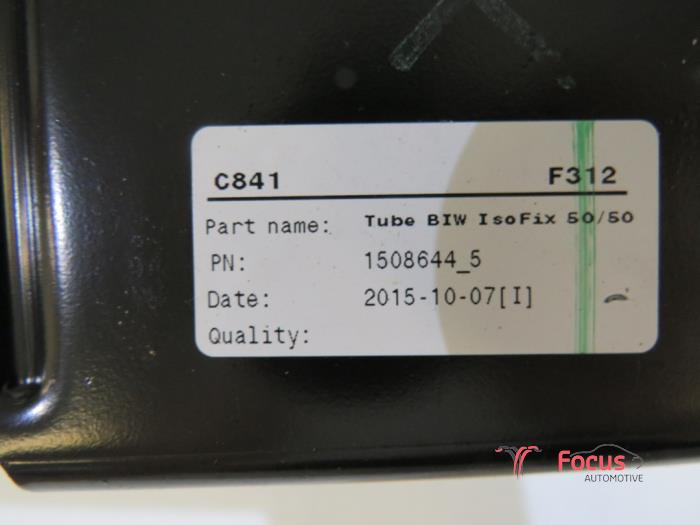 C841 F312
Part name: Tube BIW IsoFix 50/50
PN: 1508644_5
Date: 2015-10-07[I]
Quality:
Focus
AUTOMOTIVE